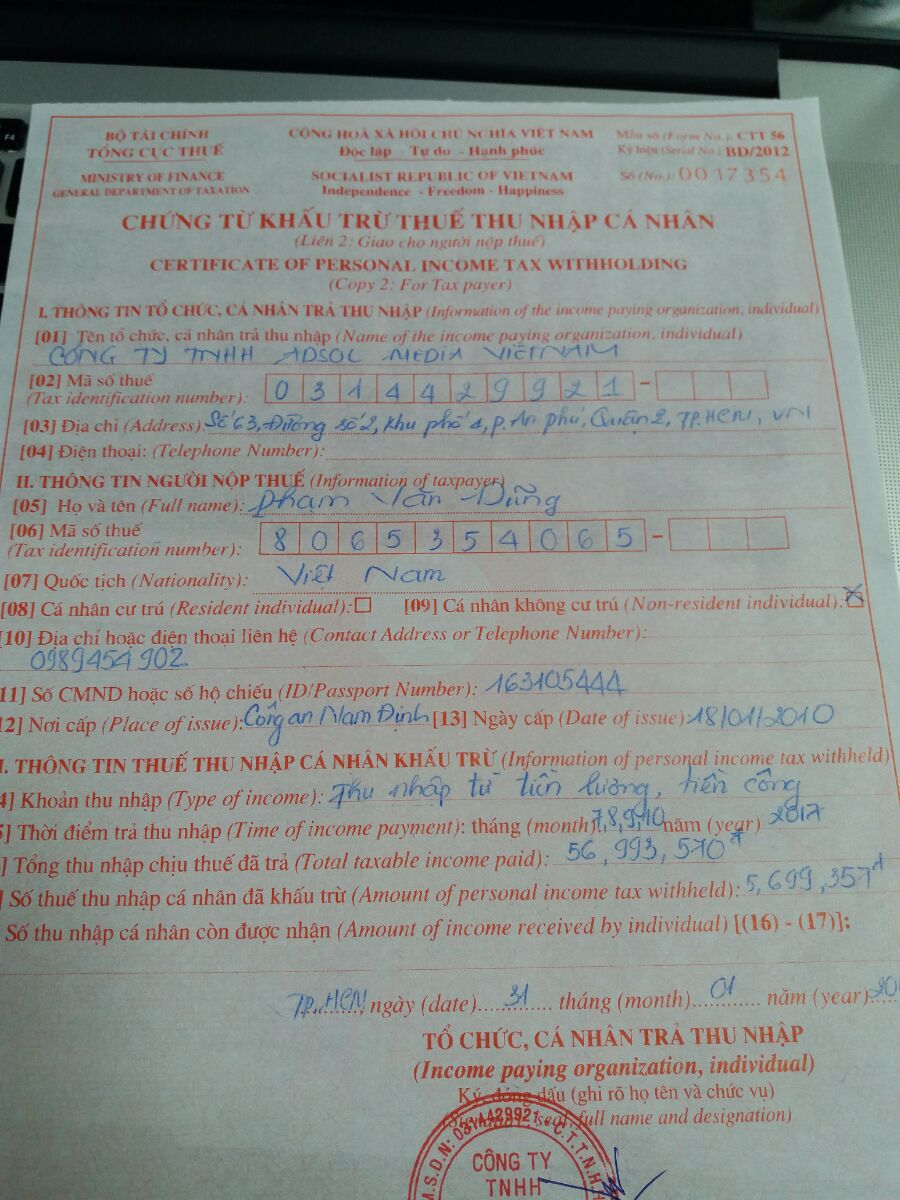 F4
BỘ TÀI CHÍNH
TỔNG CỤC THUẾ
MINISTRY OF FINANCE
GENERAL DEPARTMENT OF TAXATION
CỘNG HOÀ XÃ HỘI CHỦ NGHĨA VIỆT NAM
Độc lập - Tự do - Hạnh phúc
SOCIALIST REPUBLIC OF VIETNAM
Independence - Freedom - Happiness
Mẫu số (Form No.): CTT 56
Ký hiệu (Serial No.): BD/2012
Số (No.): 0017354
CHỨNG TỪ KHẤU TRỪ THUẾ THU NHẬP CÁ NHÂN
(Liên 2: Giao cho người nộp thuế)
CERTIFICATE OF PERSONAL INCOME TAX WITHHOLDING
(Copy 2: For Tax payer)
I. THÔNG TIN TỔ CHỨC, CÁ NHÂN TRẢ THU NHẬP (Information of the income paying organization, individual)
[01] Tên tổ chức, cá nhân trả thu nhập (Name of the income paying organization, individual)
CÔNG TY TNHH ADSOL MEDIA VIETNAM
[02] Mã số thuế
(Tax identification number): 0 3 1 4 4 2 9 9 2 1 -
[03] Địa chỉ (Address): Số 63, Đường số 2, Khu phố 4, P. An phú, Quận 2, TP.HCM, VN
[04] Điện thoại: (Telephone Number):
II. THÔNG TIN NGƯỜI NỘP THUẾ (Information of taxpayer)
[05] Họ và tên (Full name): Phạm Văn Dũng
[06] Mã số thuế
(Tax identification number): 8 0 6 5 3 5 4 0 6 5 -
[07] Quốc tịch (Nationality): Việt Nam
[08] Cá nhân cư trú (Resident individual): ☐ [09] Cá nhân không cư trú (Non-resident individual): ☒
[10] Địa chỉ hoặc điện thoại liên hệ (Contact Address or Telephone Number):
0989454902
11] Số CMND hoặc số hộ chiếu (ID/Passport Number): 163105444
12] Nơi cấp (Place of issue): Công an Nam Định [13] Ngày cấp (Date of issue): 18/01/2010
I. THÔNG TIN THUẾ THU NHẬP CÁ NHÂN KHẤU TRỪ (Information of personal income tax withheld)
4] Khoản thu nhập (Type of income): Thu nhập từ tiền lương, tiền công
5] Thời điểm trả thu nhập (Time of income payment): tháng (month) 7,8,9,10 năm (year) 2017
] Tổng thu nhập chịu thuế đã trả (Total taxable income paid): 56,993,570đ
] Số thuế thu nhập cá nhân đã khấu trừ (Amount of personal income tax withheld): 5,699,357đ
Số thu nhập cá nhân còn được nhận (Amount of income received by individual) [(16) - (17)]:
TP.HCM ngày (date) 31 tháng (month) 01 năm (year) 20
TỔ CHỨC, CÁ NHÂN TRẢ THU NHẬP
(Income paying organization, individual)
Ký, đóng dấu (ghi rõ họ tên và chức vụ)
(Signature, seal, full name and designation)
M.S.D.N: 0314429921 - C.T.T.N.H.H
CÔNG TY
TNHH